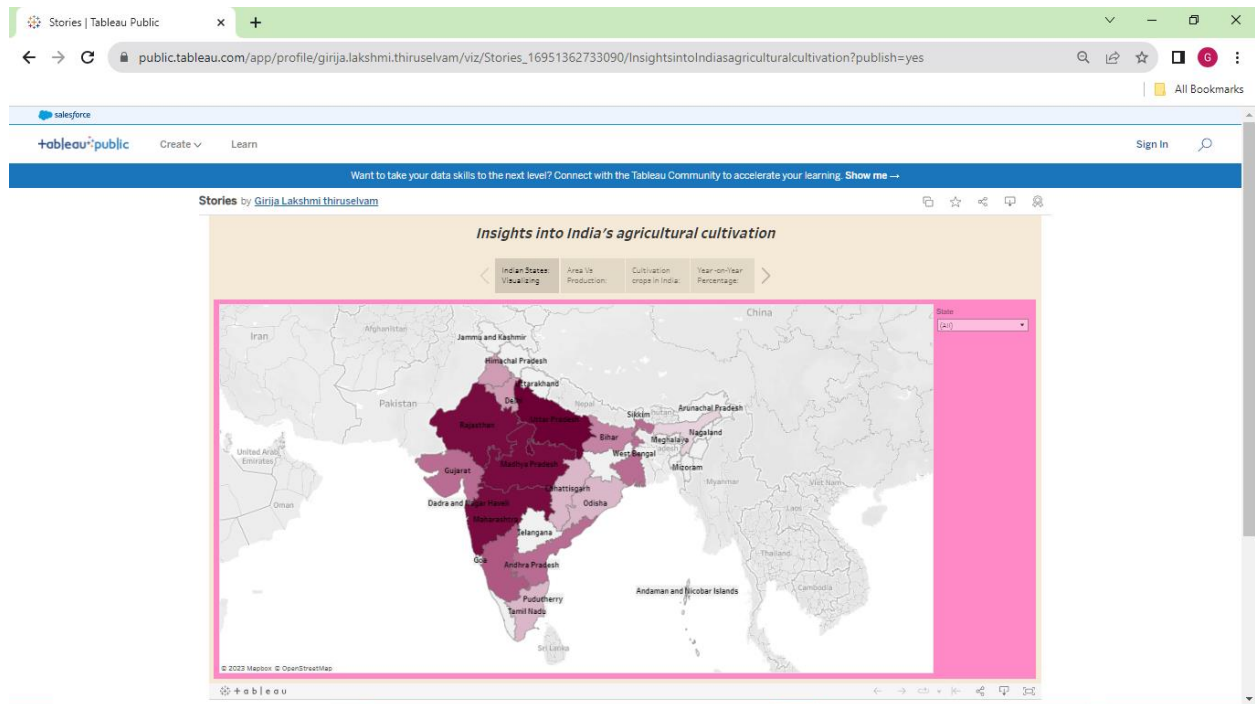 Stories | Tableau Public
public.tableau.com/app/profile/girija.lakshmi.thiruselvam/viz/Stories_16951362733090/InsightsintoIndiasagriculturalcultivation?publish=yes
G
All Bookmarks
salesforce
+ableau public Create Learn Sign In
Want to take your data skills to the next level? Connect with the Tableau Community to accelerate your learning. Show me →
Stories by Girija Lakshmi thiruselvam
Insights into India's agricultural cultivation
Indian States: Visualizing
Area Vs Production:
Cultivation crops in India:
Year-on-Year Percentage:
State
(All)
China
Iran
Afghanistan
Jammu and Kashmir
Himachal Pradesh
Uttarakhand
Pakistan
Delhi
Nepal
Sikkim
Bhutan
Arunachal Pradesh
Rajasthan
Uttar Pradesh
Bihar
Nagaland
Meghalaya
United Arab Emirates
West Bengal
Gujarat
Madhya Pradesh
Mizoram
Myanmar
Viet Nam
Chhattisgarh
Oman
Dadra and Nagar Haveli
Odisha
Laos
Maharashtra
Telangana
Thailand
Goa
Andhra Pradesh
Andaman and Nicobar Islands
Cambodia
Puducherry
Tamil Nadu
Sri Lanka
© 2023 Mapbox © OpenStreetMap
+ableau